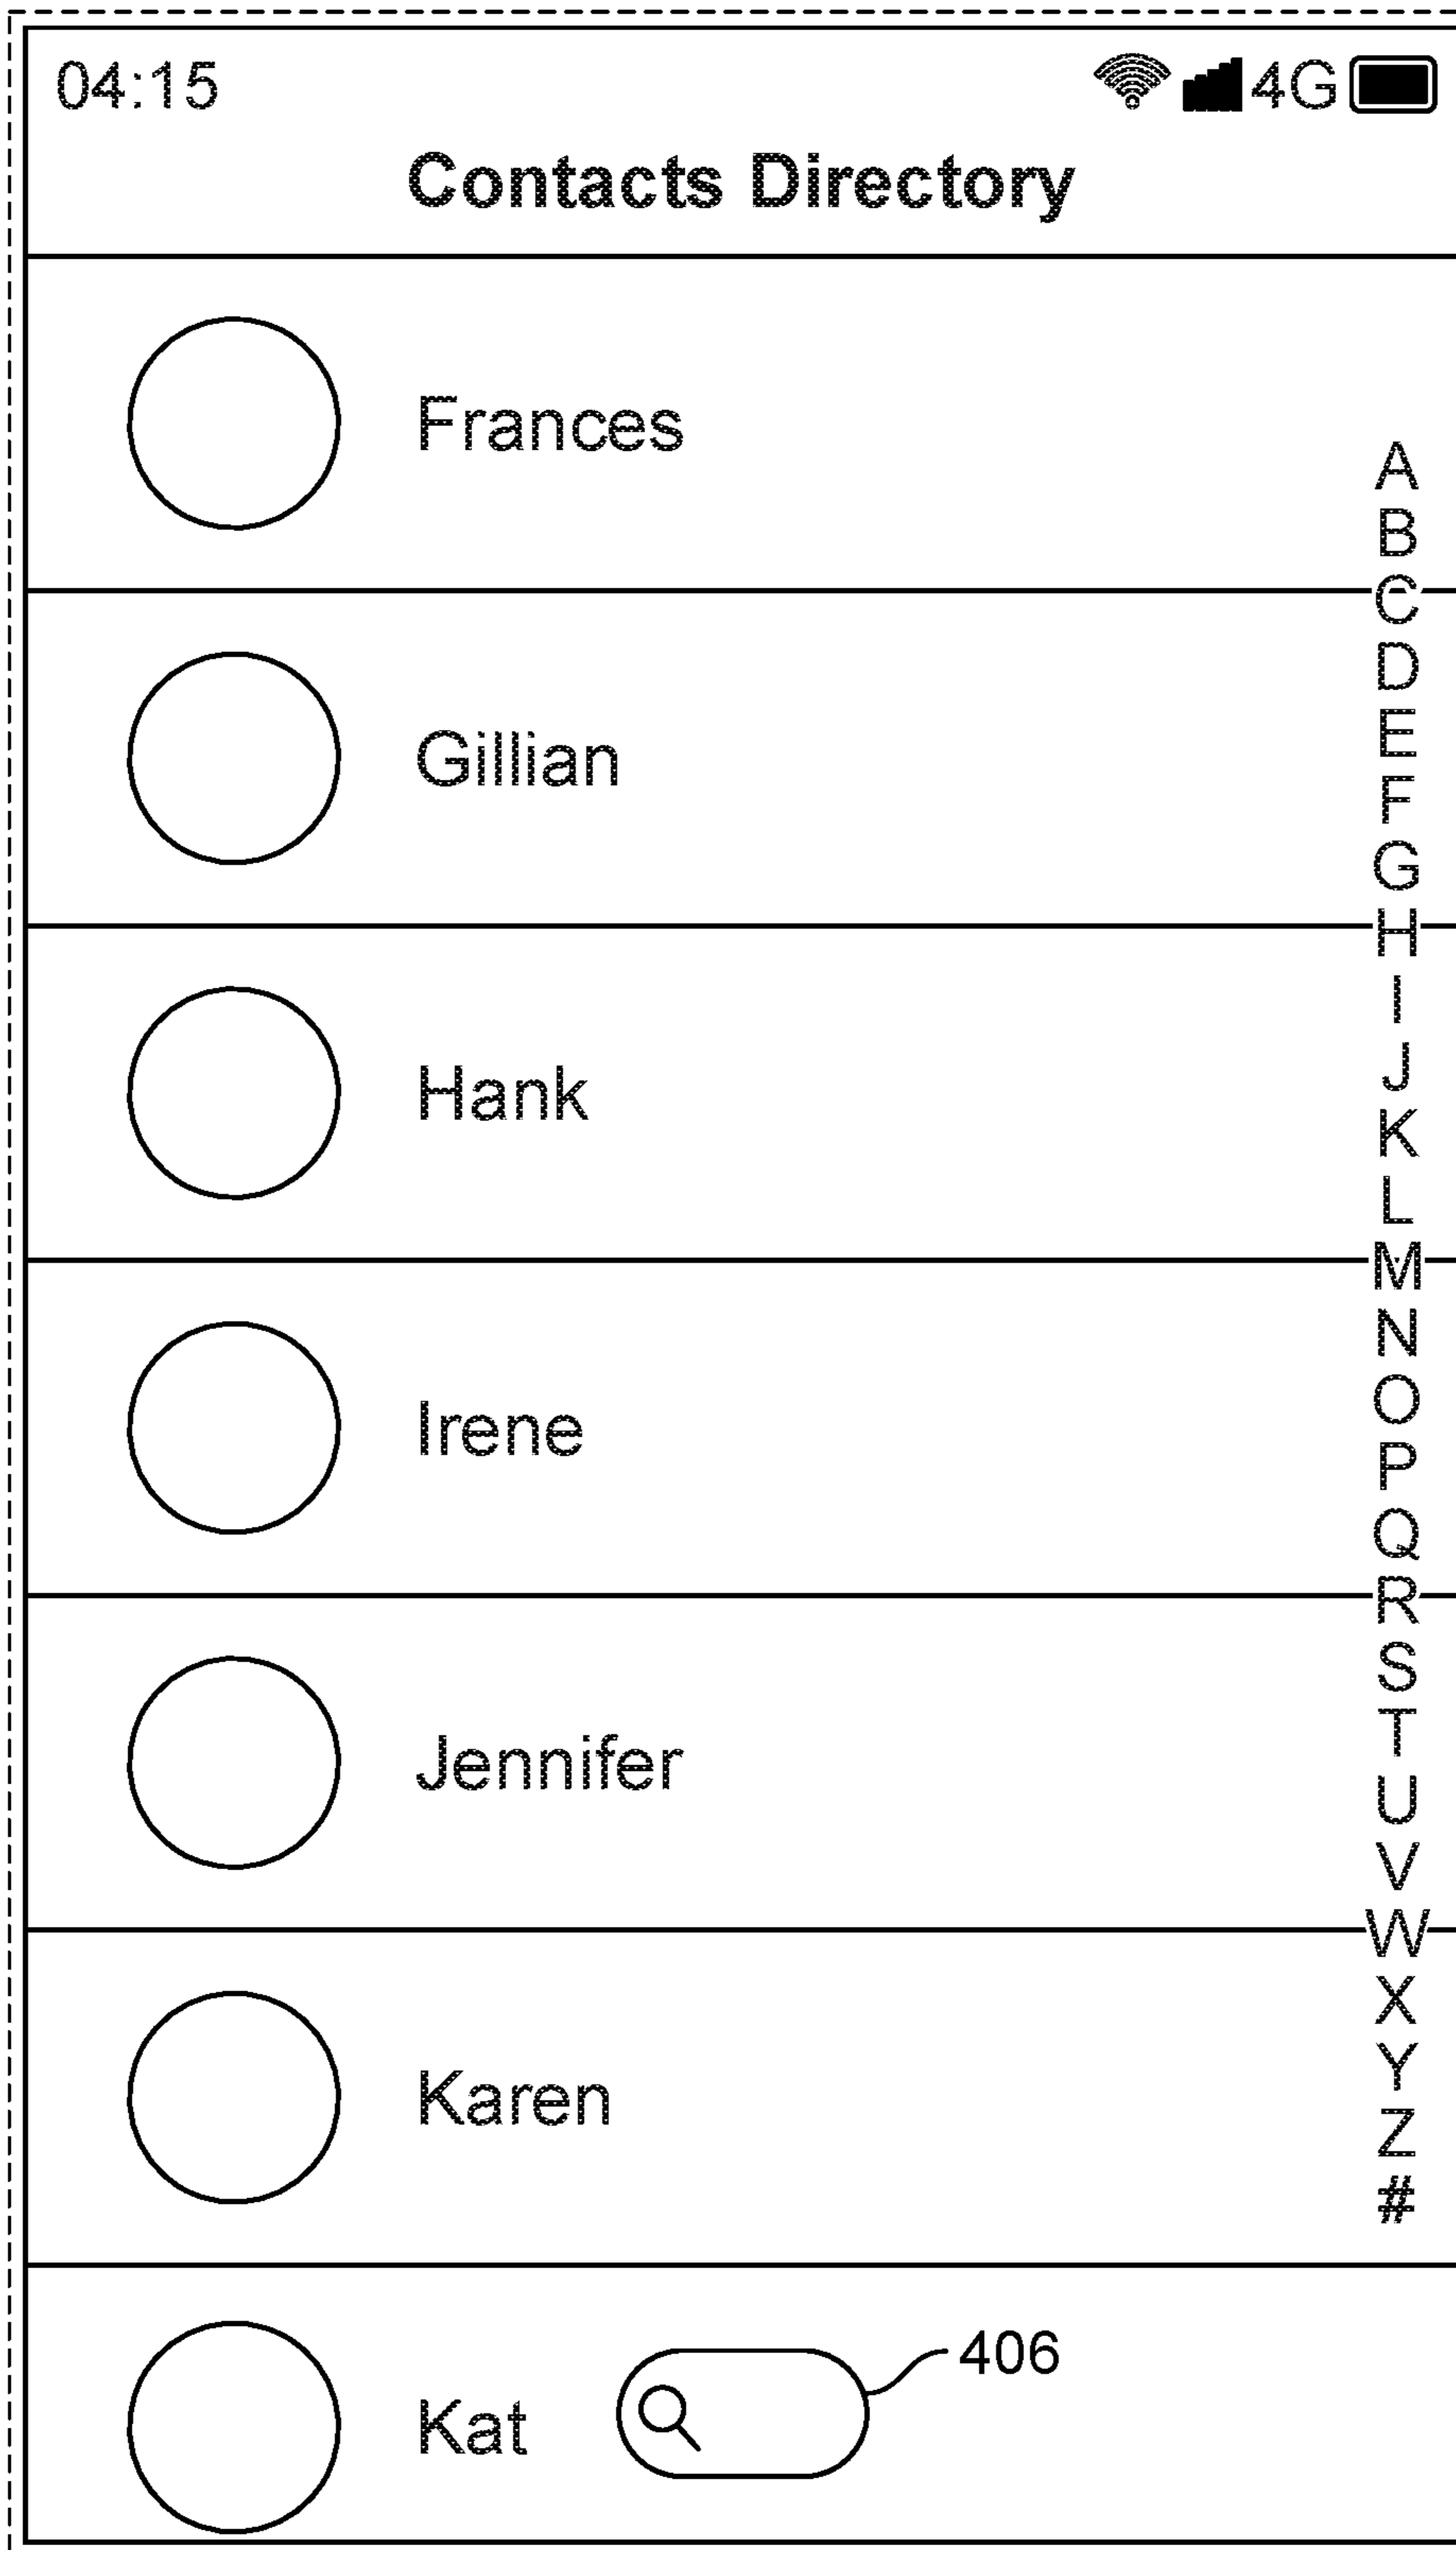 04:15 4G
Contacts Directory
Frances
Gillian
Hank
Irene
Jennifer
Karen
Kat
406
A
B
C
D
E
F
G
H
I
J
K
L
M
N
O
P
Q
R
S
T
U
V
W
X
Y
Z
#